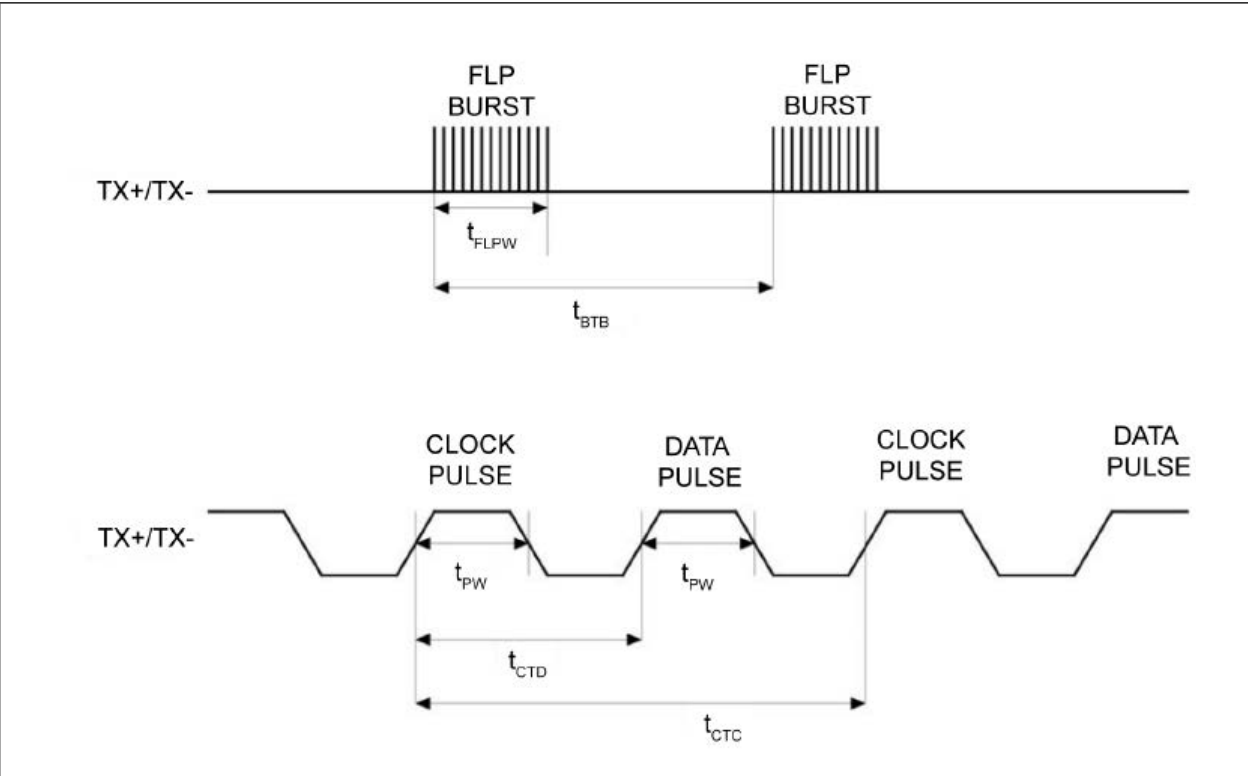 FLP
BURST
FLP
BURST
TX+/TX-
tFLPW
tBTB
CLOCK
PULSE
DATA
PULSE
CLOCK
PULSE
DATA
PULSE
TX+/TX-
tPW
tPW
tCTD
tCTC